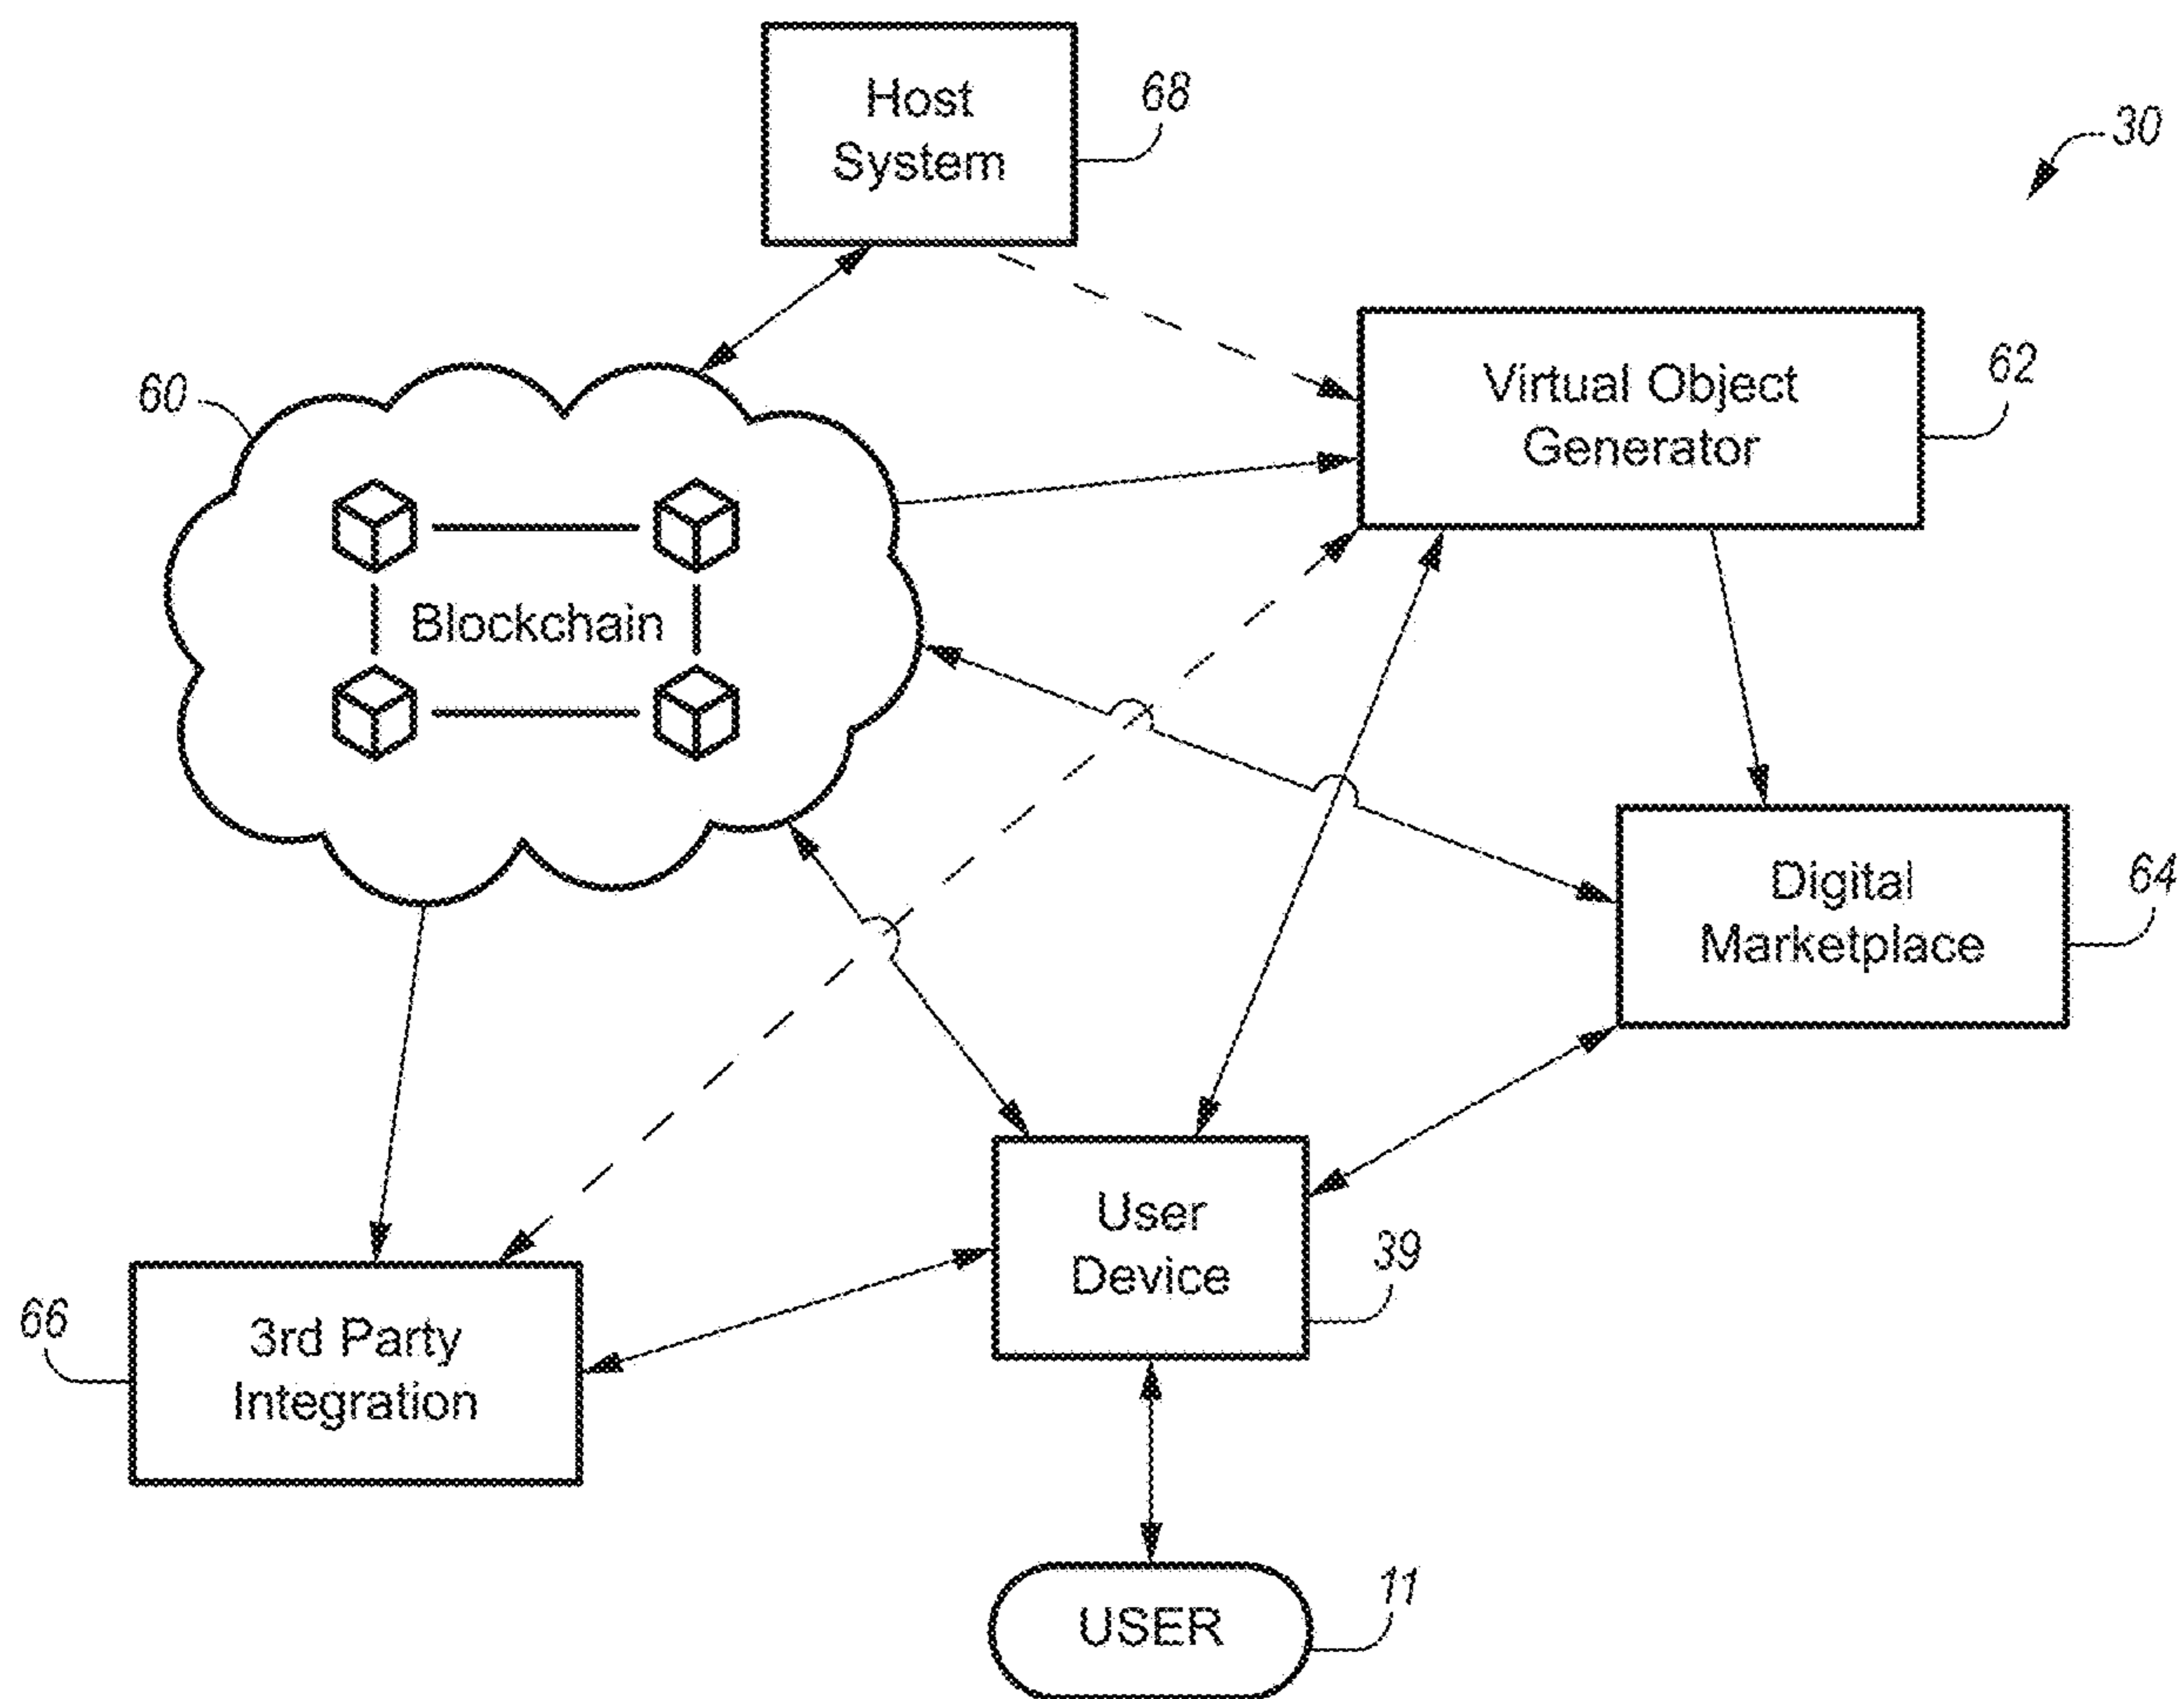 Host
System
68
30
Virtual Object
Generator
62
60
Blockchain
Digital
Marketplace
64
User
Device
39
3rd Party
Integration
66
USER
11